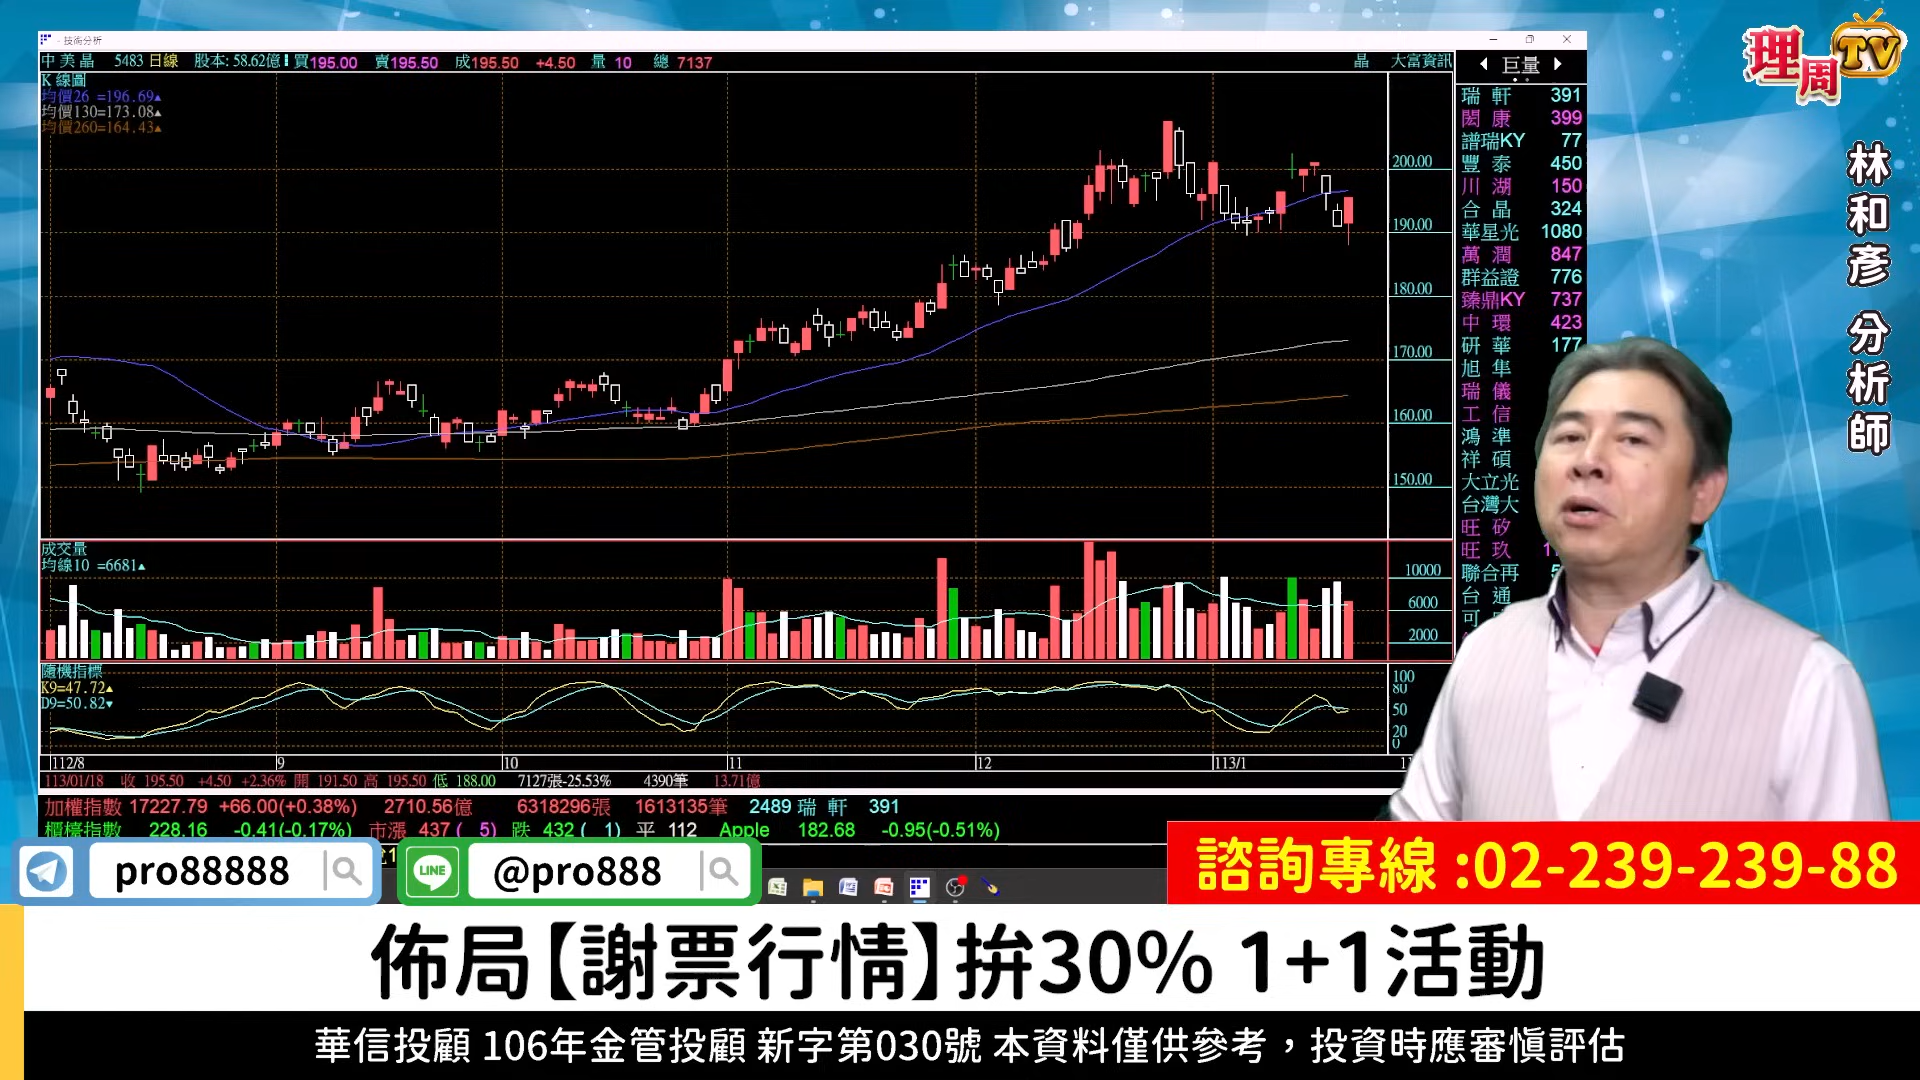 理周TV
林和彥 分析師
技術分析
中美晶 5483 日線 股本:58.62億 買195.00 賣195.50 成195.50 +4.50 量 10 總 7137 晶 大富資訊
K 線圖
均價26 =196.69▲
均價130=173.08▲
均價260=164.43▲
200.00
190.00
180.00
170.00
160.00
150.00
成交量
均線10 =6681▲
10000
6000
2000
隨機指標
K9=47.72▲
D9=50.82▼
100
80
50
20
0
112/8 9 10 11 12 113/1
113/01/18 收 195.50 +4.50 +2.36% 開 191.50 高 195.50 低 188.00 7127張-25.53% 4390筆 13.71億
加權指數 17227.79 +66.00(+0.38%) 2710.56億 6318296張 1613135筆 2489 瑞軒 391
櫃檯指數 228.16 -0.41(-0.17%) 市漲 437 ( 5) 跌 432 ( 1) 平 112 Apple 182.68 -0.95(-0.51%)
巨量
瑞軒 391
閎康 399
譜瑞KY 77
豐泰 450
川湖 150
合晶 324
華星光 1080
萬潤 847
群益證 776
臻鼎KY 737
中環 423
研華 177
旭隼
瑞儀
工信
鴻準
祥碩
大立光
台灣大
旺矽
旺玖
聯合再
台通
可
pro88888
LINE
@pro888
諮詢專線 :02-239-239-88
佈局【謝票行情】拚30% 1+1活動
華信投顧 106年金管投顧 新字第030號 本資料僅供參考，投資時應審慎評估